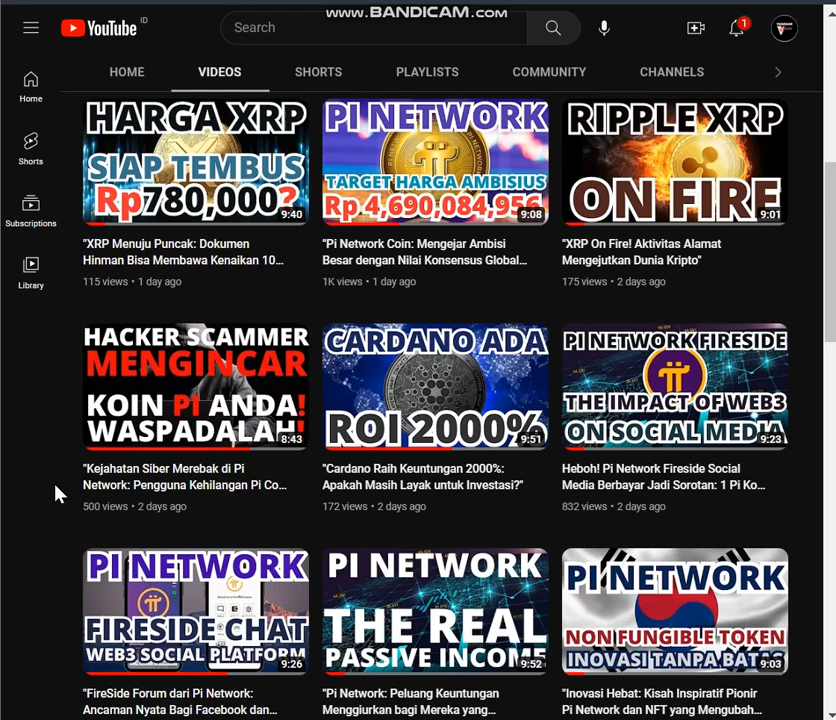 www.BANDICAM.com
YouTube ID
Search
1
HOME
VIDEOS
SHORTS
PLAYLISTS
COMMUNITY
CHANNELS
Home
Shorts
Subscriptions
Library
HARGA XRP
SIAP TEMBUS
Rp780,000?
9:40
"XRP Menuju Puncak: Dokumen
Hinman Bisa Membawa Kenaikan 10...
115 views • 1 day ago
PI NETWORK
TARGET HARGA AMBISIUS
Rp 4,690,084,956
9:08
"Pi Network Coin: Mengejar Ambisi
Besar dengan Nilai Konsensus Global...
1K views • 1 day ago
RIPPLE XRP
ON FIRE
9:01
"XRP On Fire! Aktivitas Alamat
Mengejutkan Dunia Kripto"
175 views • 2 days ago
HACKER SCAMMER
MENGINCAR
KOIN PI ANDA!
WASPADALAH!
8:43
"Kejahatan Siber Merebak di Pi
Network: Pengguna Kehilangan Pi Co...
500 views • 2 days ago
CARDANO ADA
ROI 2000%
9:51
"Cardano Raih Keuntungan 2000%:
Apakah Masih Layak untuk Investasi?"
172 views • 2 days ago
PI NETWORK FIRESIDE
THE IMPACT OF WEB3
ON SOCIAL MEDIA
9:23
Heboh! Pi Network Fireside Social
Media Berbayar Jadi Sorotan: 1 Pi Ko...
832 views • 2 days ago
PI NETWORK
FIRESIDE CHAT
WEB3 SOCIAL PLATFORM
9:26
"FireSide Forum dari Pi Network:
Ancaman Nyata Bagi Facebook dan...
PI NETWORK
THE REAL
PASSIVE INCOME
9:52
"Pi Network: Peluang Keuntungan
Menggiurkan bagi Mereka yang...
PI NETWORK
NON FUNGIBLE TOKEN
INOVASI TANPA BATAS
9:03
"Inovasi Hebat: Kisah Inspiratif Pionir
Pi Network dan NFT yang Mengubah...